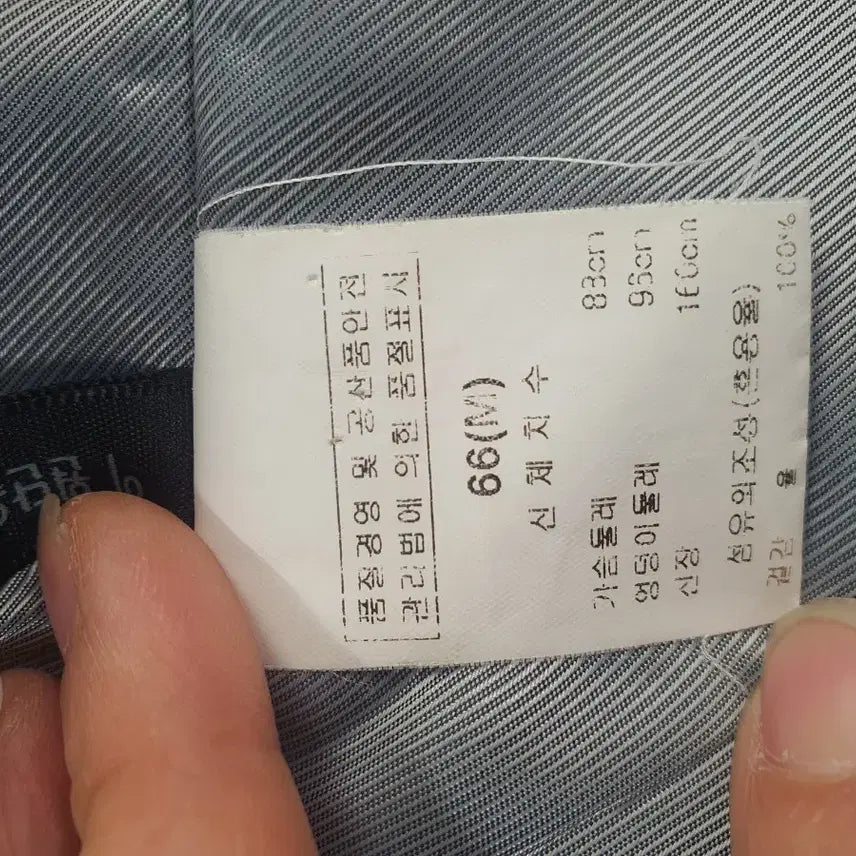 품질경영 및 공산품안전
관리법에 의한 품질표시
66(M)
신체치수
가슴둘레 88cm
엉덩이둘레 96cm
신장 160cm
섬유의조성(혼용율)
겉감 울 100%